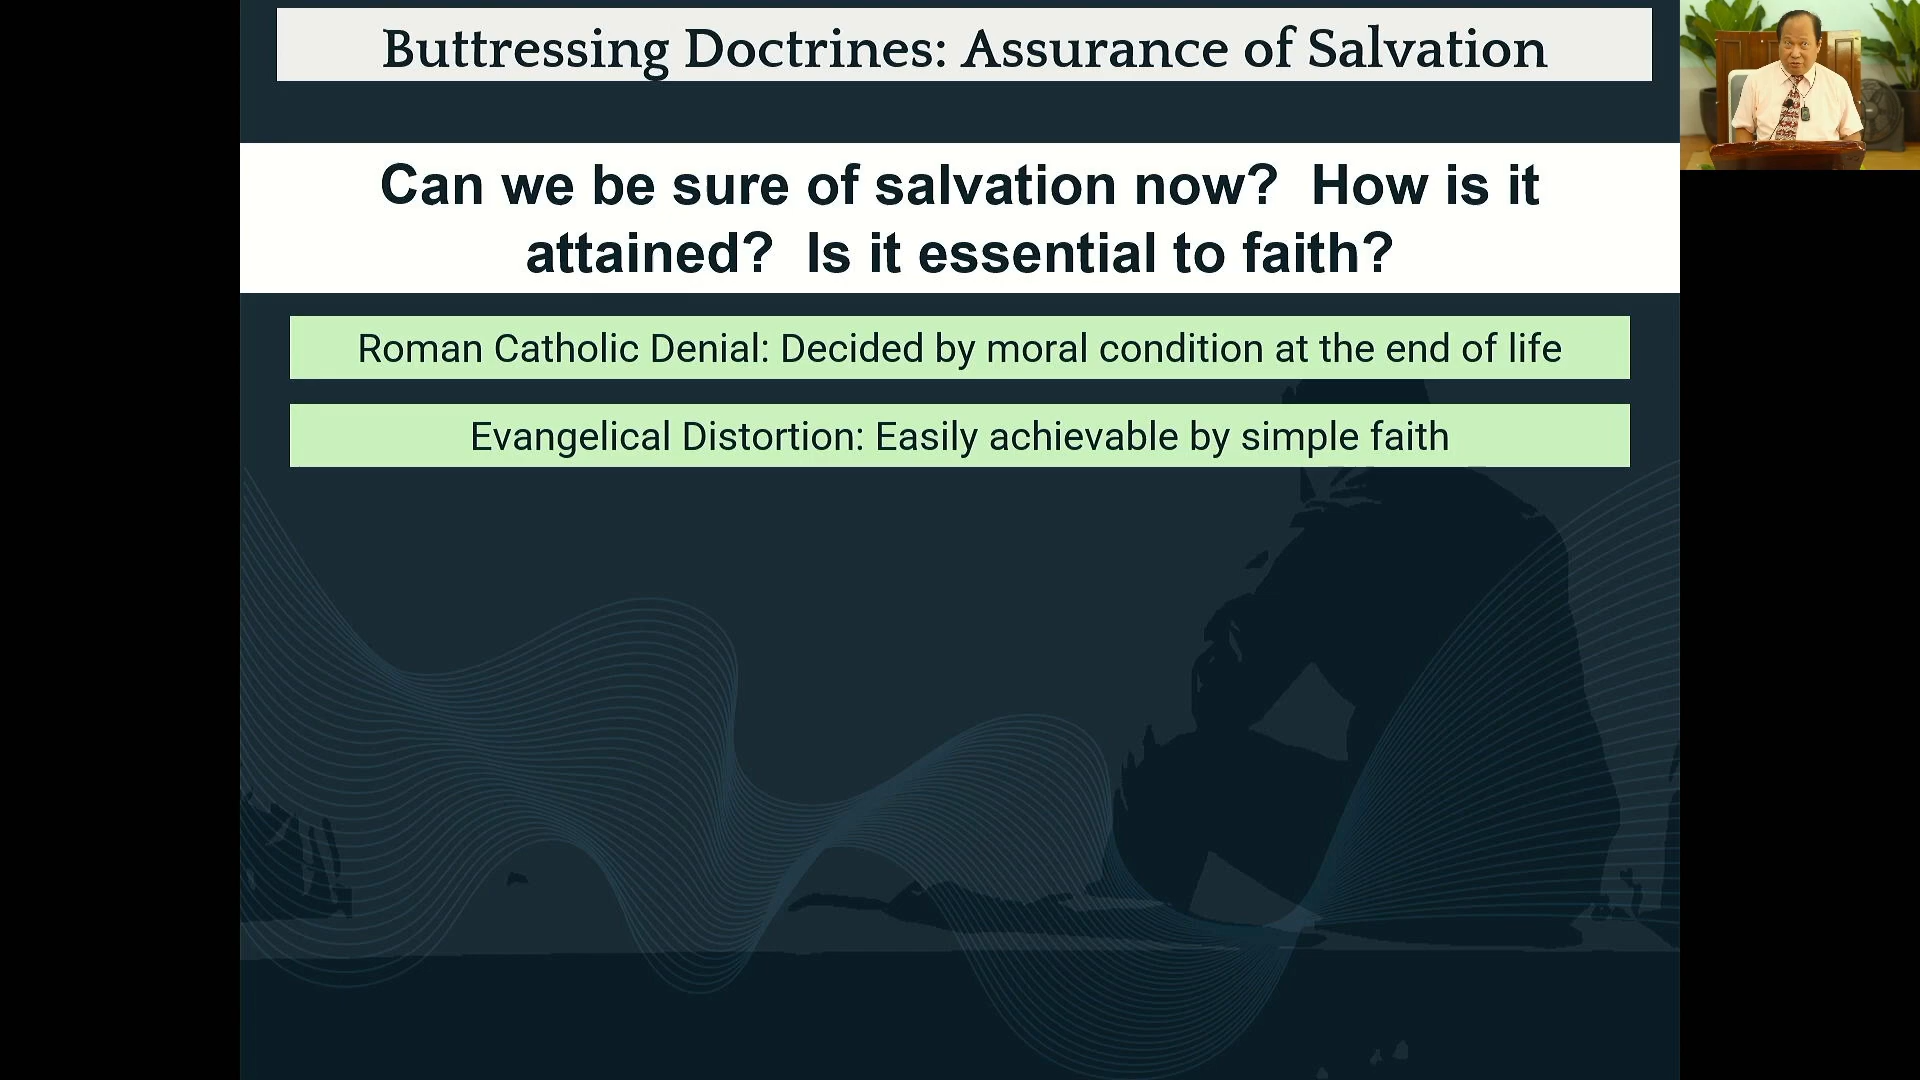 Buttressing Doctrines: Assurance of Salvation
Can we be sure of salvation now?  How is it
attained?  Is it essential to faith?
Roman Catholic Denial: Decided by moral condition at the end of life
Evangelical Distortion: Easily achievable by simple faith